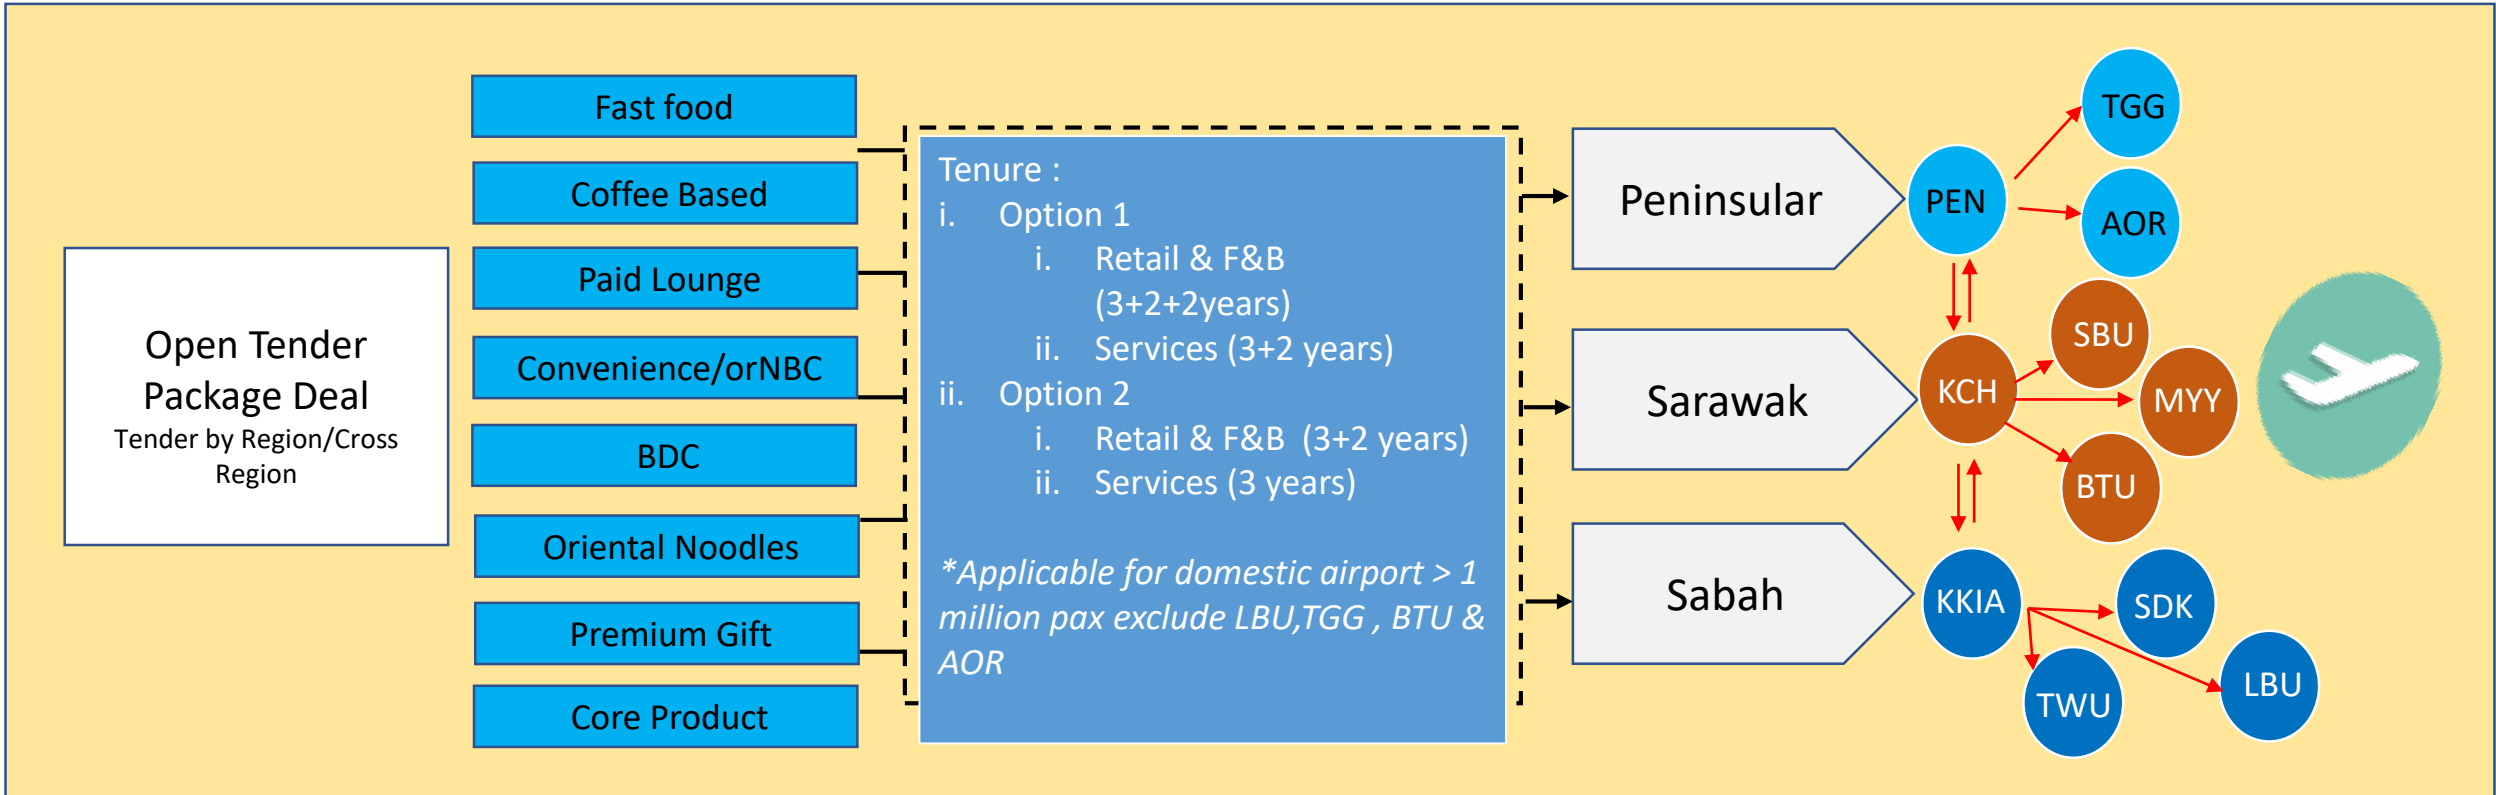 Open Tender
Package Deal
Tender by Region/Cross
Region
Fast food
Coffee Based
Paid Lounge
Convenience/orNBC
BDC
Oriental Noodles
Premium Gift
Core Product
Tenure :
i. Option 1
i. Retail & F&B
(3+2+2years)
ii. Services (3+2 years)
ii. Option 2
i. Retail & F&B (3+2 years)
ii. Services (3 years)
*Applicable for domestic airport > 1
million pax exclude LBU,TGG , BTU &
AOR
Peninsular
PEN
TGG
AOR
Sarawak
KCH
SBU
MYY
BTU
Sabah
KKIA
SDK
LBU
TWU